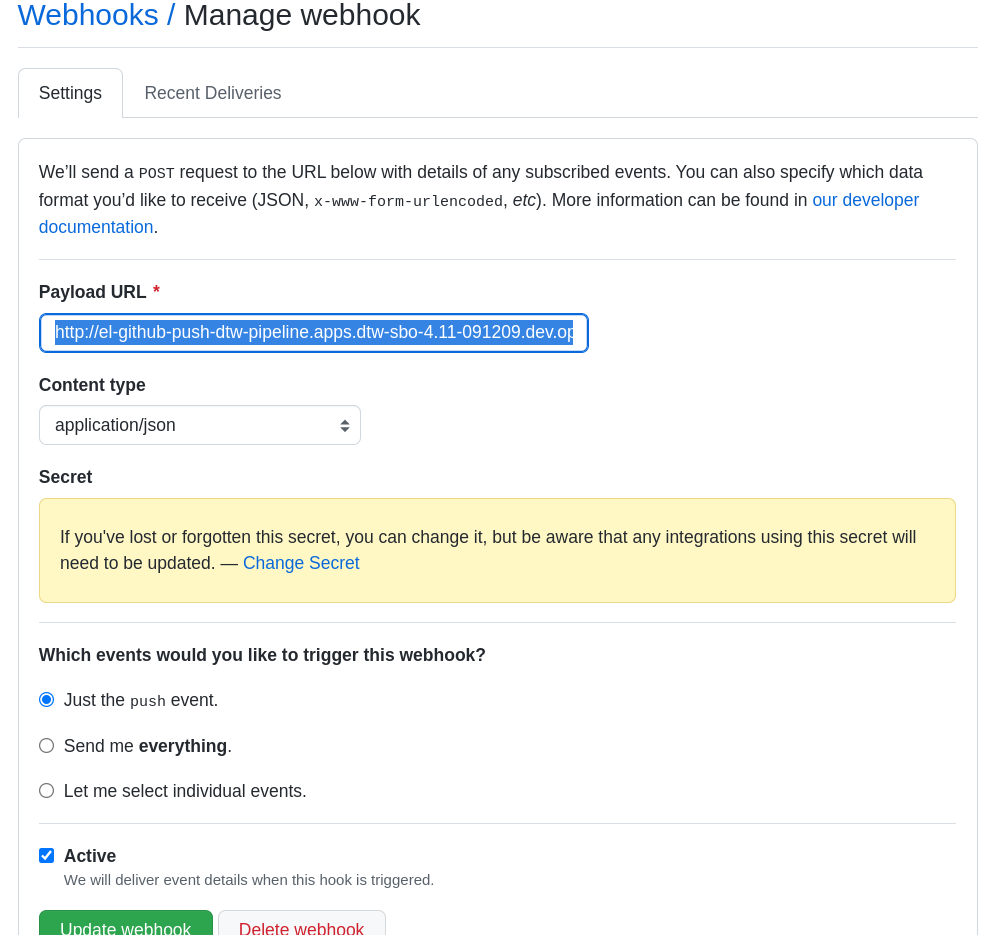 Webhooks / Manage webhook
Settings
Recent Deliveries
We’ll send a POST request to the URL below with details of any subscribed events. You can also specify which data
format you’d like to receive (JSON, x-www-form-urlencoded, etc). More information can be found in our developer
documentation.
Payload URL *
http://el-github-push-dtw-pipeline.apps.dtw-sbo-4.11-091209.dev.op
Content type
application/json
Secret
If you've lost or forgotten this secret, you can change it, but be aware that any integrations using this secret will
need to be updated. — Change Secret
Which events would you like to trigger this webhook?
Just the push event.
Send me everything.
Let me select individual events.
Active
We will deliver event details when this hook is triggered.
Update webhook
Delete webhook